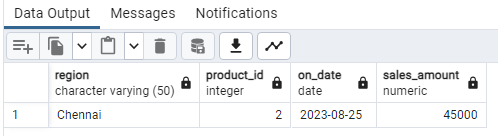 Data Output Messages Notifications
region product_id on_date sales_amount
character varying (50) integer date numeric
1 Chennai 2 2023-08-25 45000